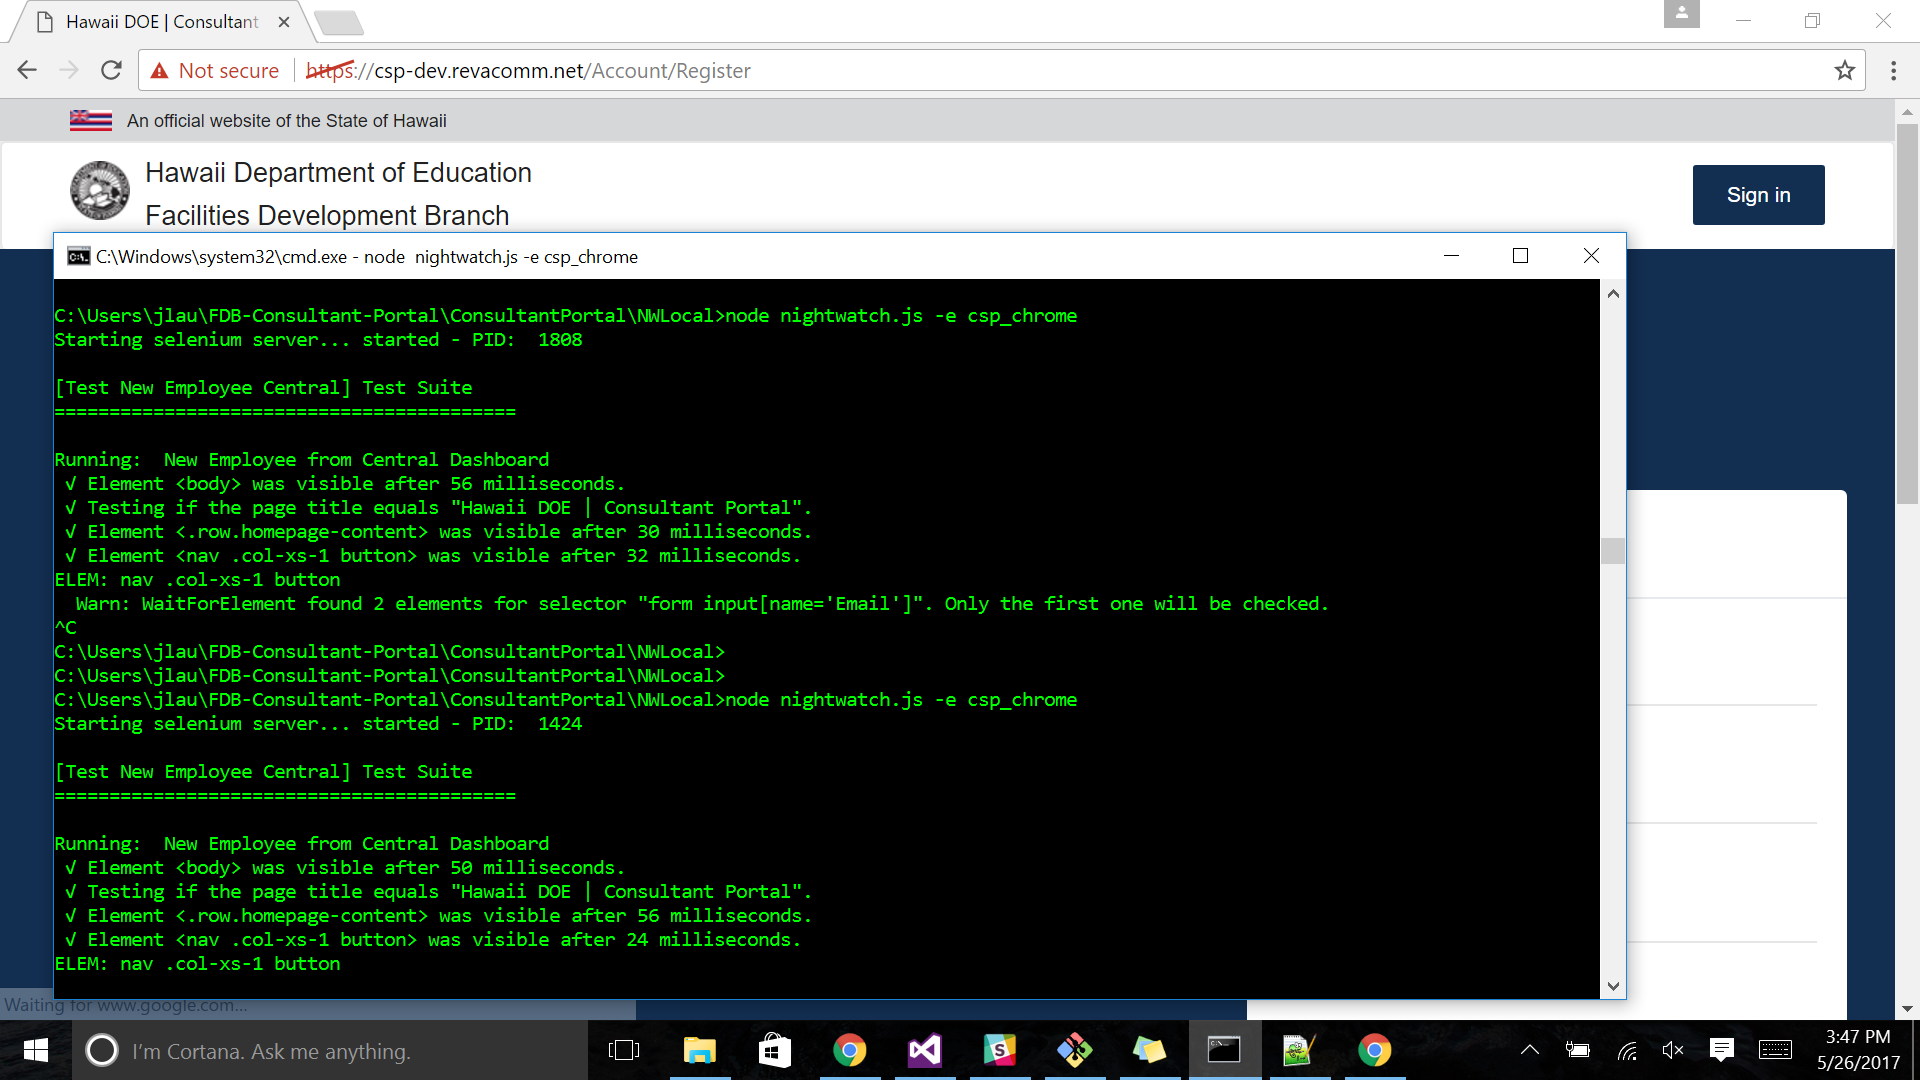 Hawaii DOE | Consultant
Not secure
https://csp-dev.revacomm.net/Account/Register
An official website of the State of Hawaii
Hawaii Department of Education
Facilities Development Branch
Sign in
C:\Windows\system32\cmd.exe - node  nightwatch.js -e csp_chrome
C:\Users\jlau\FDB-Consultant-Portal\ConsultantPortal\NWLocal>node nightwatch.js -e csp_chrome
Starting selenium server... started - PID:  1808
[Test New Employee Central] Test Suite
==========================================
Running:  New Employee from Central Dashboard
√ Element <body> was visible after 56 milliseconds.
√ Testing if the page title equals "Hawaii DOE | Consultant Portal".
√ Element <.row.homepage-content> was visible after 30 milliseconds.
√ Element <nav .col-xs-1 button> was visible after 32 milliseconds.
ELEM: nav .col-xs-1 button
Warn: WaitForElement found 2 elements for selector "form input[name='Email']". Only the first one will be checked.
^C
C:\Users\jlau\FDB-Consultant-Portal\ConsultantPortal\NWLocal>
C:\Users\jlau\FDB-Consultant-Portal\ConsultantPortal\NWLocal>
C:\Users\jlau\FDB-Consultant-Portal\ConsultantPortal\NWLocal>node nightwatch.js -e csp_chrome
Starting selenium server... started - PID:  1424
[Test New Employee Central] Test Suite
==========================================
Running:  New Employee from Central Dashboard
√ Element <body> was visible after 50 milliseconds.
√ Testing if the page title equals "Hawaii DOE | Consultant Portal".
√ Element <.row.homepage-content> was visible after 56 milliseconds.
√ Element <nav .col-xs-1 button> was visible after 24 milliseconds.
ELEM: nav .col-xs-1 button
Waiting for www.google.com...
I'm Cortana. Ask me anything.
3:47 PM
5/26/2017